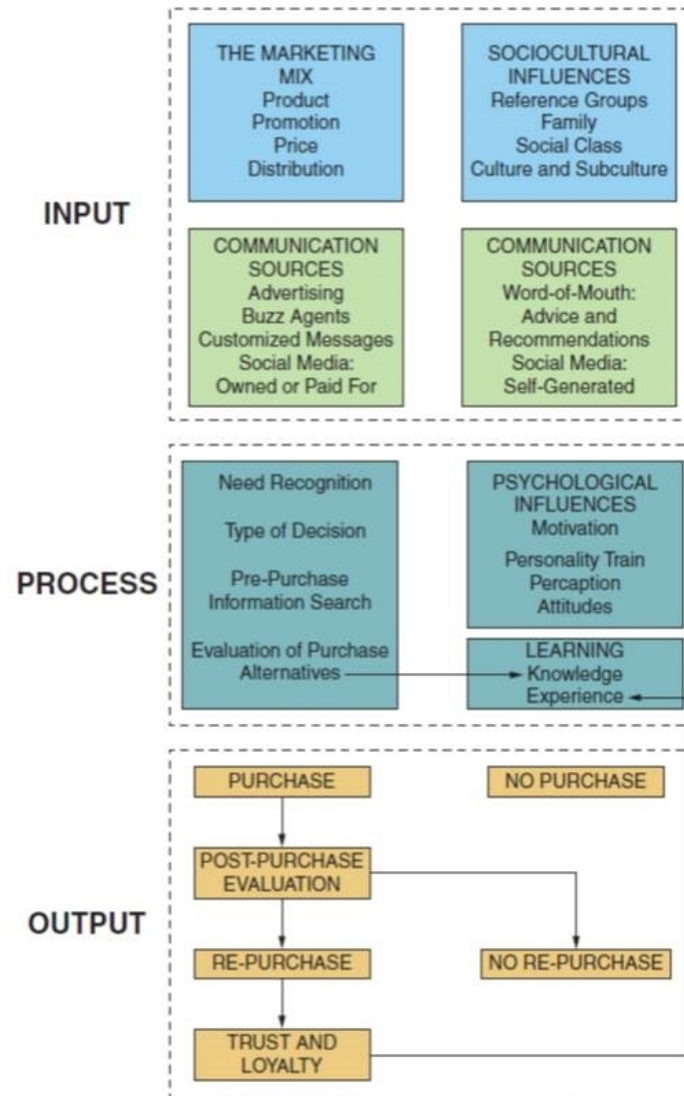 INPUT
THE MARKETING
MIX
Product
Promotion
Price
Distribution
SOCIOCULTURAL
INFLUENCES
Reference Groups
Family
Social Class
Culture and Subculture
COMMUNICATION
SOURCES
Advertising
Buzz Agents
Customized Messages
Social Media:
Owned or Paid For
COMMUNICATION
SOURCES
Word-of-Mouth:
Advice and
Recommendations
Social Media:
Self-Generated
PROCESS
Need Recognition
Type of Decision
Pre-Purchase
Information Search
Evaluation of Purchase
Alternatives
PSYCHOLOGICAL
INFLUENCES
Motivation
Personality Train
Percaption
Attitudes
LEARNING
Knowledge
Experience
OUTPUT
PURCHASE
NO PURCHASE
POST-PURCHASE
EVALUATION
RE-PURCHASE
NO RE-PURCHASE
TRUST AND
LOYALTY